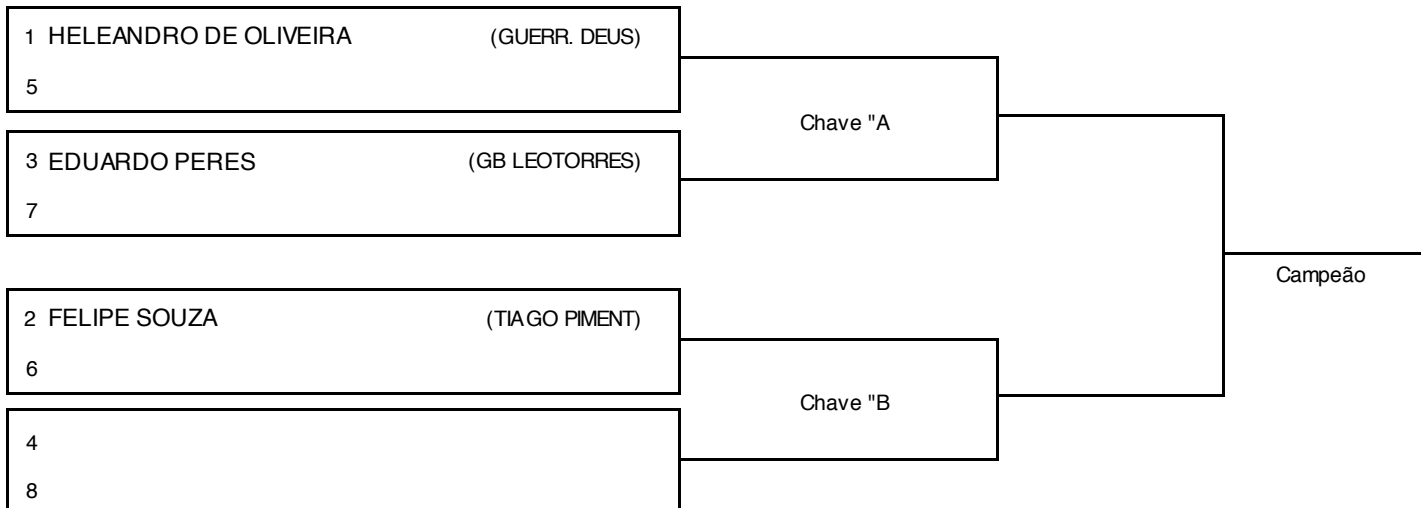 1 HELEANDRO DE OLIVEIRA (GUERR. DEUS)
5
Chave "A
3 EDUARDO PERES (GB LEOTORRES)
7
Campeão
2 FELIPE SOUZA (TIAGO PIMENT)
6
Chave "B
4
8